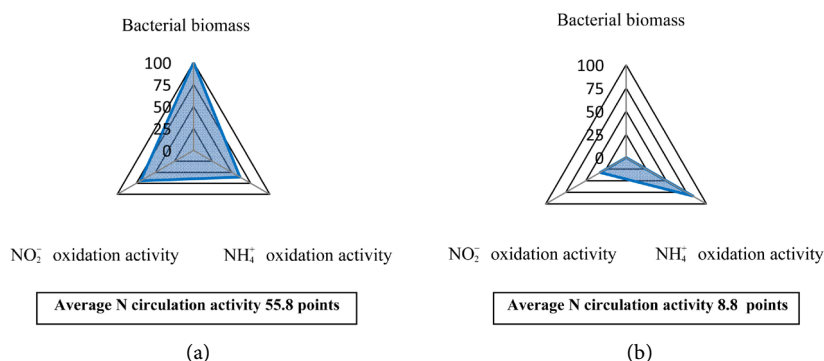 Bacterial biomass
100
75
50
25
0
NO₂⁻ oxidation activity
NH₄⁺ oxidation activity
Average N circulation activity 55.8 points
(a)
Bacterial biomass
100
75
50
25
0
NO₂⁻ oxidation activity
NH₄⁺ oxidation activity
Average N circulation activity 8.8 points
(b)